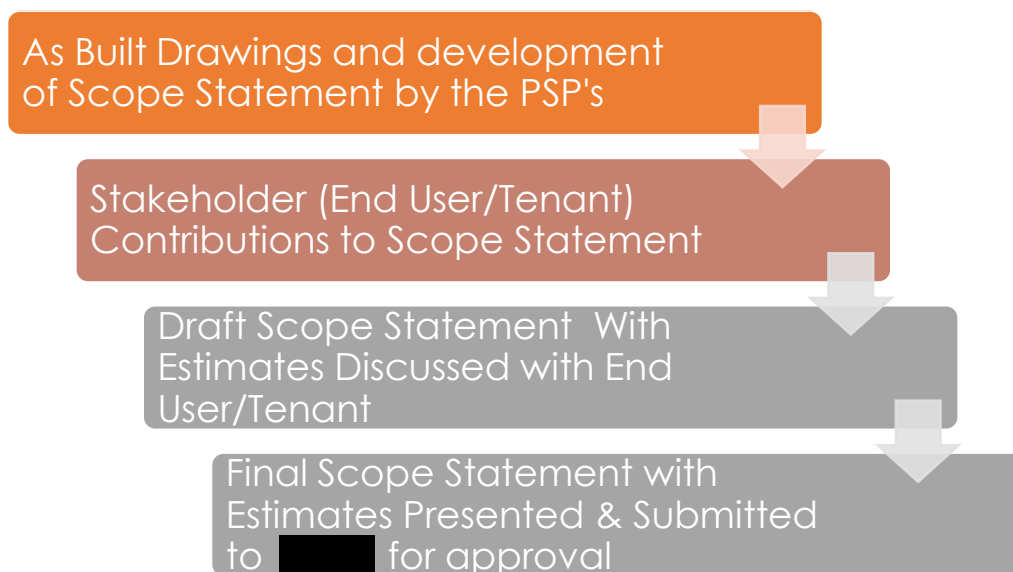 As Built Drawings and development
of Scope Statement by the PSP's
Stakeholder (End User/Tenant)
Contributions to Scope Statement
Draft Scope Statement With
Estimates Discussed with End
User/Tenant
Final Scope Statement with
Estimates Presented & Submitted
to for approval